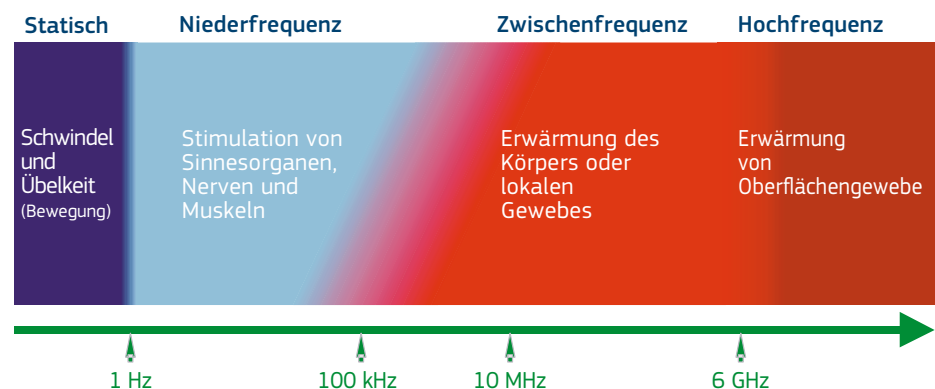 Statisch
Niederfrequenz
Zwischenfrequenz
Hochfrequenz
Schwindel
und
Übelkeit
(Bewegung)
Stimulation von
Sinnesorganen,
Nerven und
Muskeln
Erwärmung des
Körpers oder
lokalen
Gewebes
Erwärmung
von
Oberflächengewebe
1 Hz
100 kHz
10 MHz
6 GHz